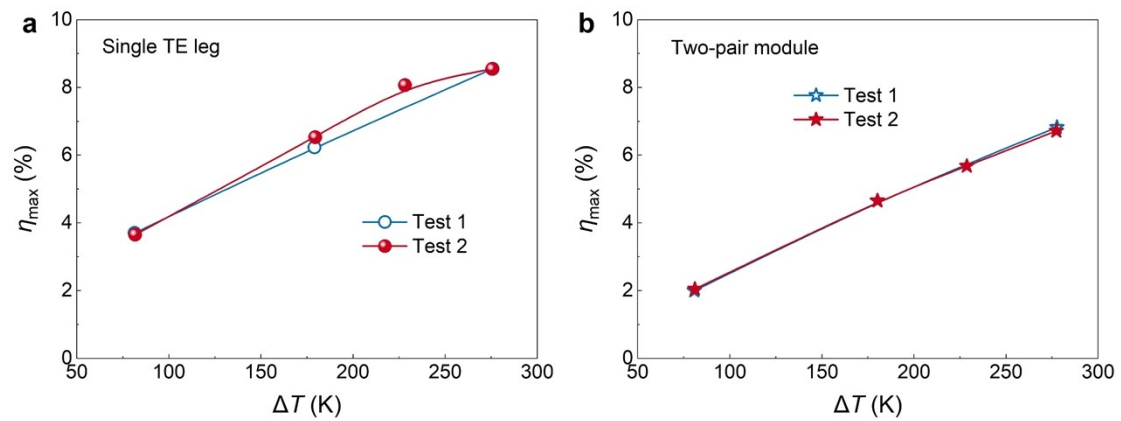 a
Single TE leg
Test 1
Test 2
10
8
6
4
2
0
50 100 150 200 250 300
η_max (%)
ΔT (K)
b
Two-pair module
Test 1
Test 2
10
8
6
4
2
0
50 100 150 200 250 300
η_max (%)
ΔT (K)